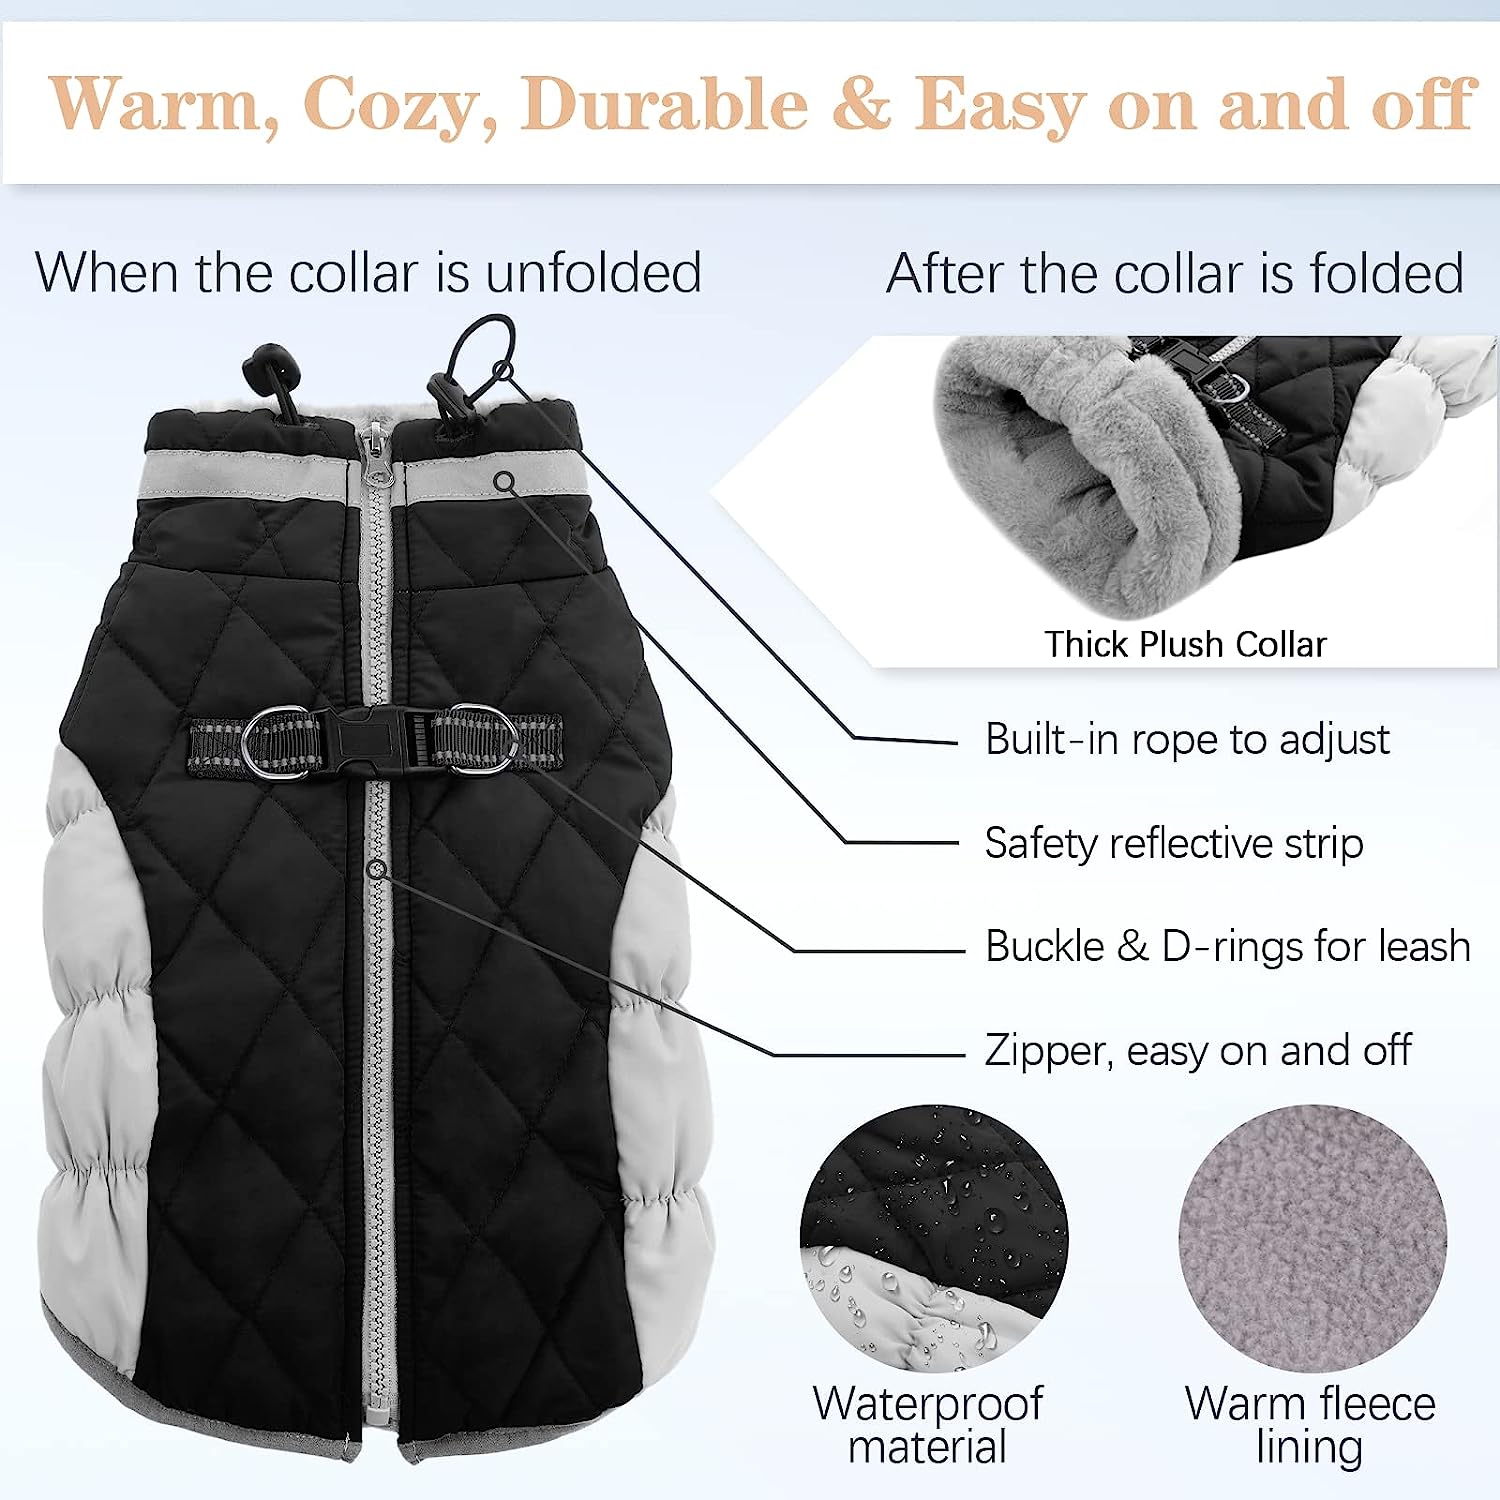 Warm, Cozy, Durable & Easy on and off
When the collar is unfolded
After the collar is folded
Thick Plush Collar
Built-in rope to adjust
Safety reflective strip
Buckle & D-rings for leash
Zipper, easy on and off
Waterproof
material
Warm fleece
lining